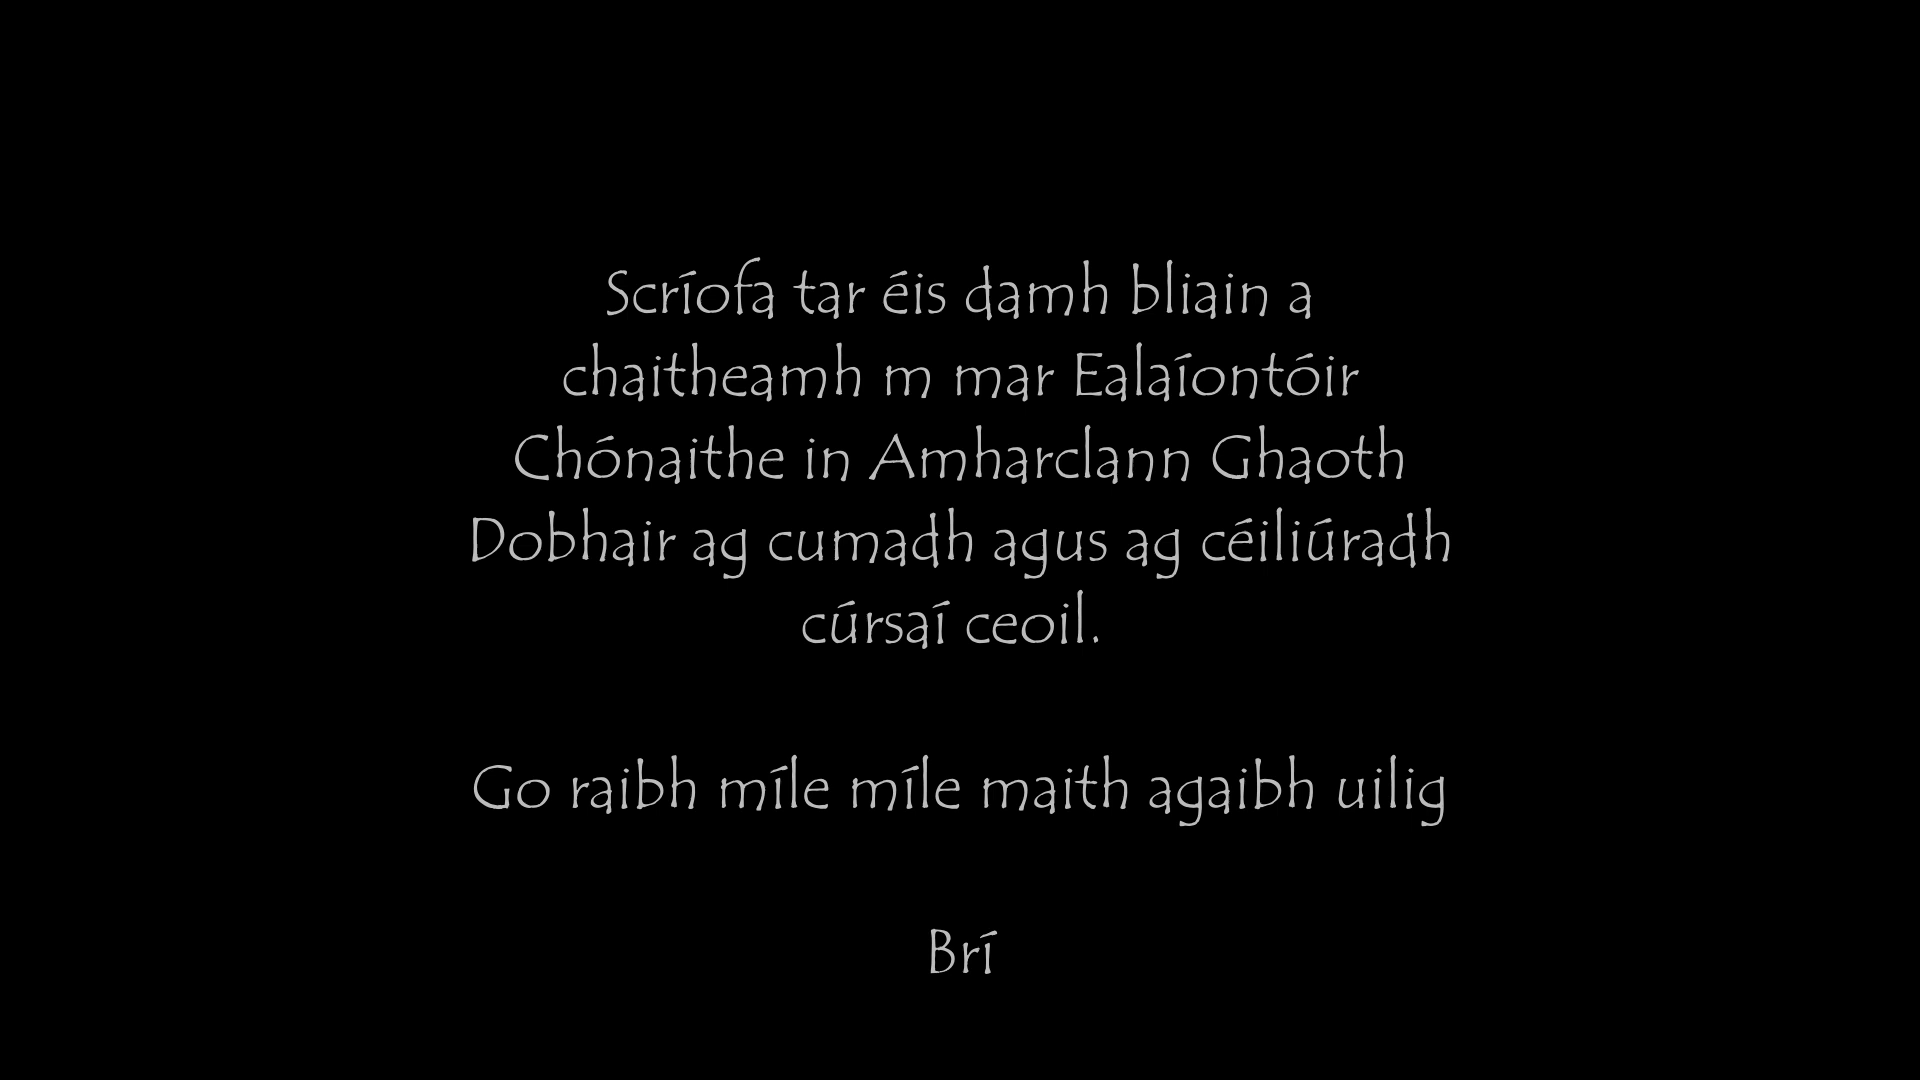 Scríofa tar éis damh bliain a
chaitheamh m mar Ealaíontóir
Chónaithe in Amharclann Ghaoth
Dobhair ag cumadh agus ag céiliúradh
cúrsaí ceoil.
Go raibh míle míle maith agaibh uilig
Brí